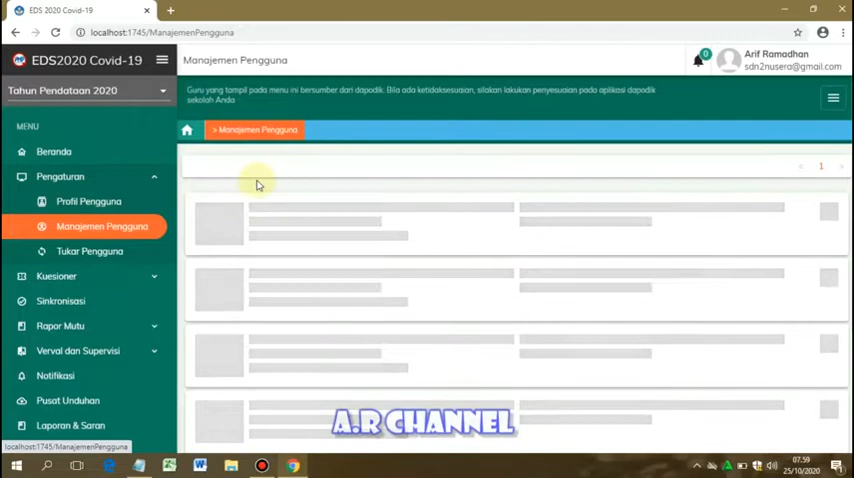 EDS 2020 Covid-19
localhost:1745/ManajemenPengguna
EDS2020 Covid-19
Manajemen Pengguna
0
Arif Ramadhan
sdn2nusera@gmail.com
Tahun Pendataan 2020
Guru yang tampil pada menu ini bersumber dari dapodik. Bila ada ketidaksesuaian, silakan lakukan penyesuaian pada aplikasi dapodik
sekolah Anda
MENU
> Manajemen Pengguna
Beranda
« 1 »
Pengaturan
Profil Pengguna
Manajemen Pengguna
Tukar Pengguna
Kuesioner
Sinkronisasi
Rapor Mutu
Verval dan Supervisi
Notifikasi
Pusat Unduhan
Laporan & Saran
A.R CHANNEL
localhost:1745/ManajemenPengguna
07.59
25/10/2020